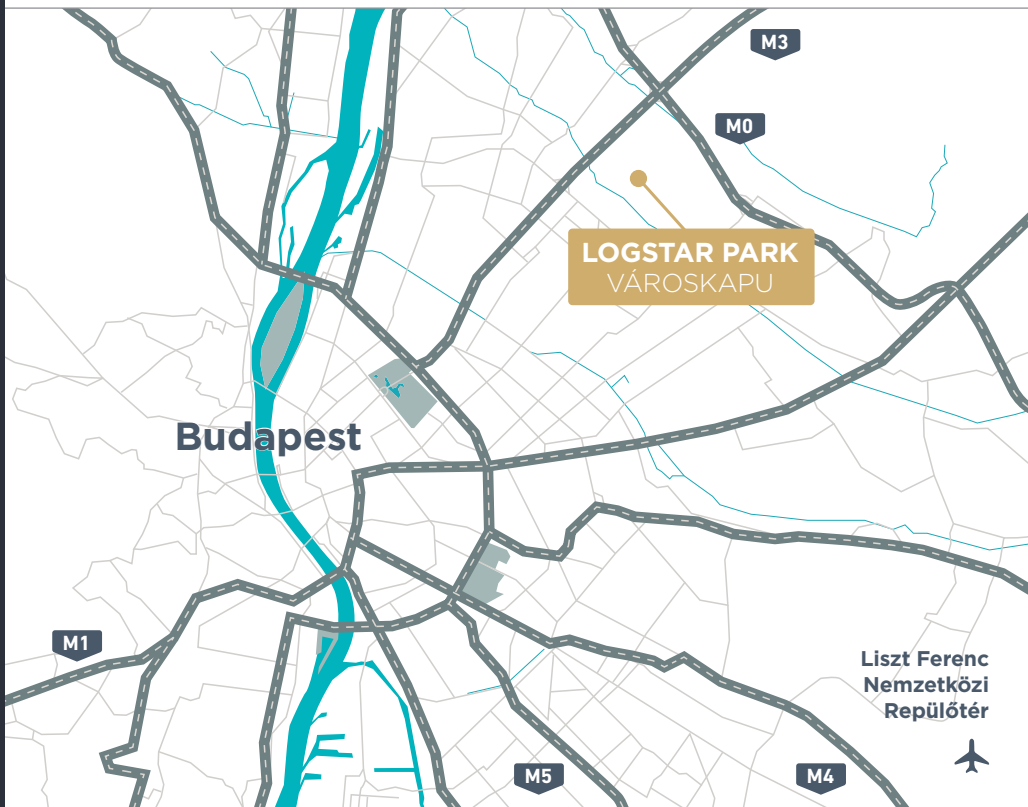 M3
M0
LOGSTAR PARK
VÁROSKAPU
Budapest
M1
Liszt Ferenc
Nemzetközi
Repülőtér
M5
M4